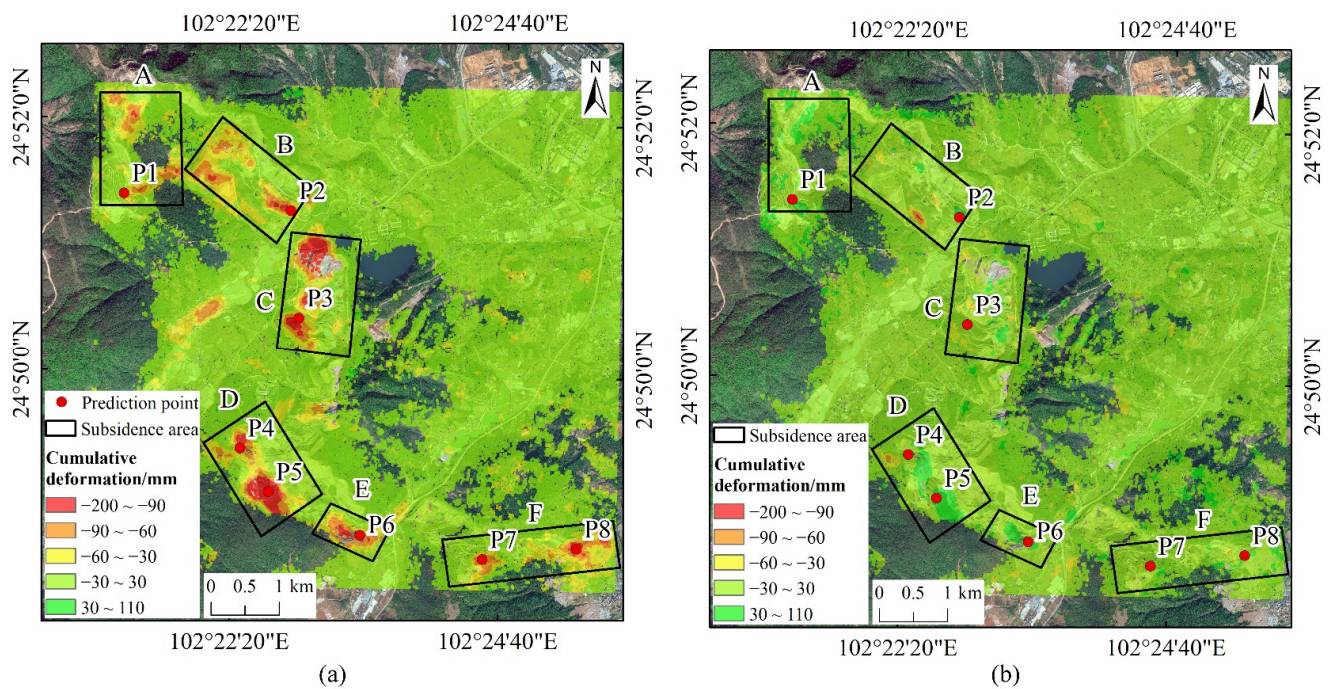 102°22'20"E
102°24'40"E
24°52'0"N
24°50'0"N
N
A
P1
B
P2
C
P3
D
P4
P5
E
P6
F
P7
P8
Prediction point
Subsidence area
Cumulative
deformation/mm
−200 ~ −90
−90 ~ −60
−60 ~ −30
−30 ~ 30
30 ~ 110
0 0.5 1 km
24°52'0"N
24°50'0"N
102°22'20"E
102°24'40"E
(a)
102°22'20"E
102°24'40"E
24°52'0"N
24°50'0"N
N
A
P1
B
P2
C
P3
D
P4
P5
E
P6
F
P7
P8
Subsidence area
Cumulative
deformation/mm
−200 ~ −90
−90 ~ −60
−60 ~ −30
−30 ~ 30
30 ~ 110
0 0.5 1 km
24°52'0"N
24°50'0"N
102°22'20"E
102°24'40"E
(b)